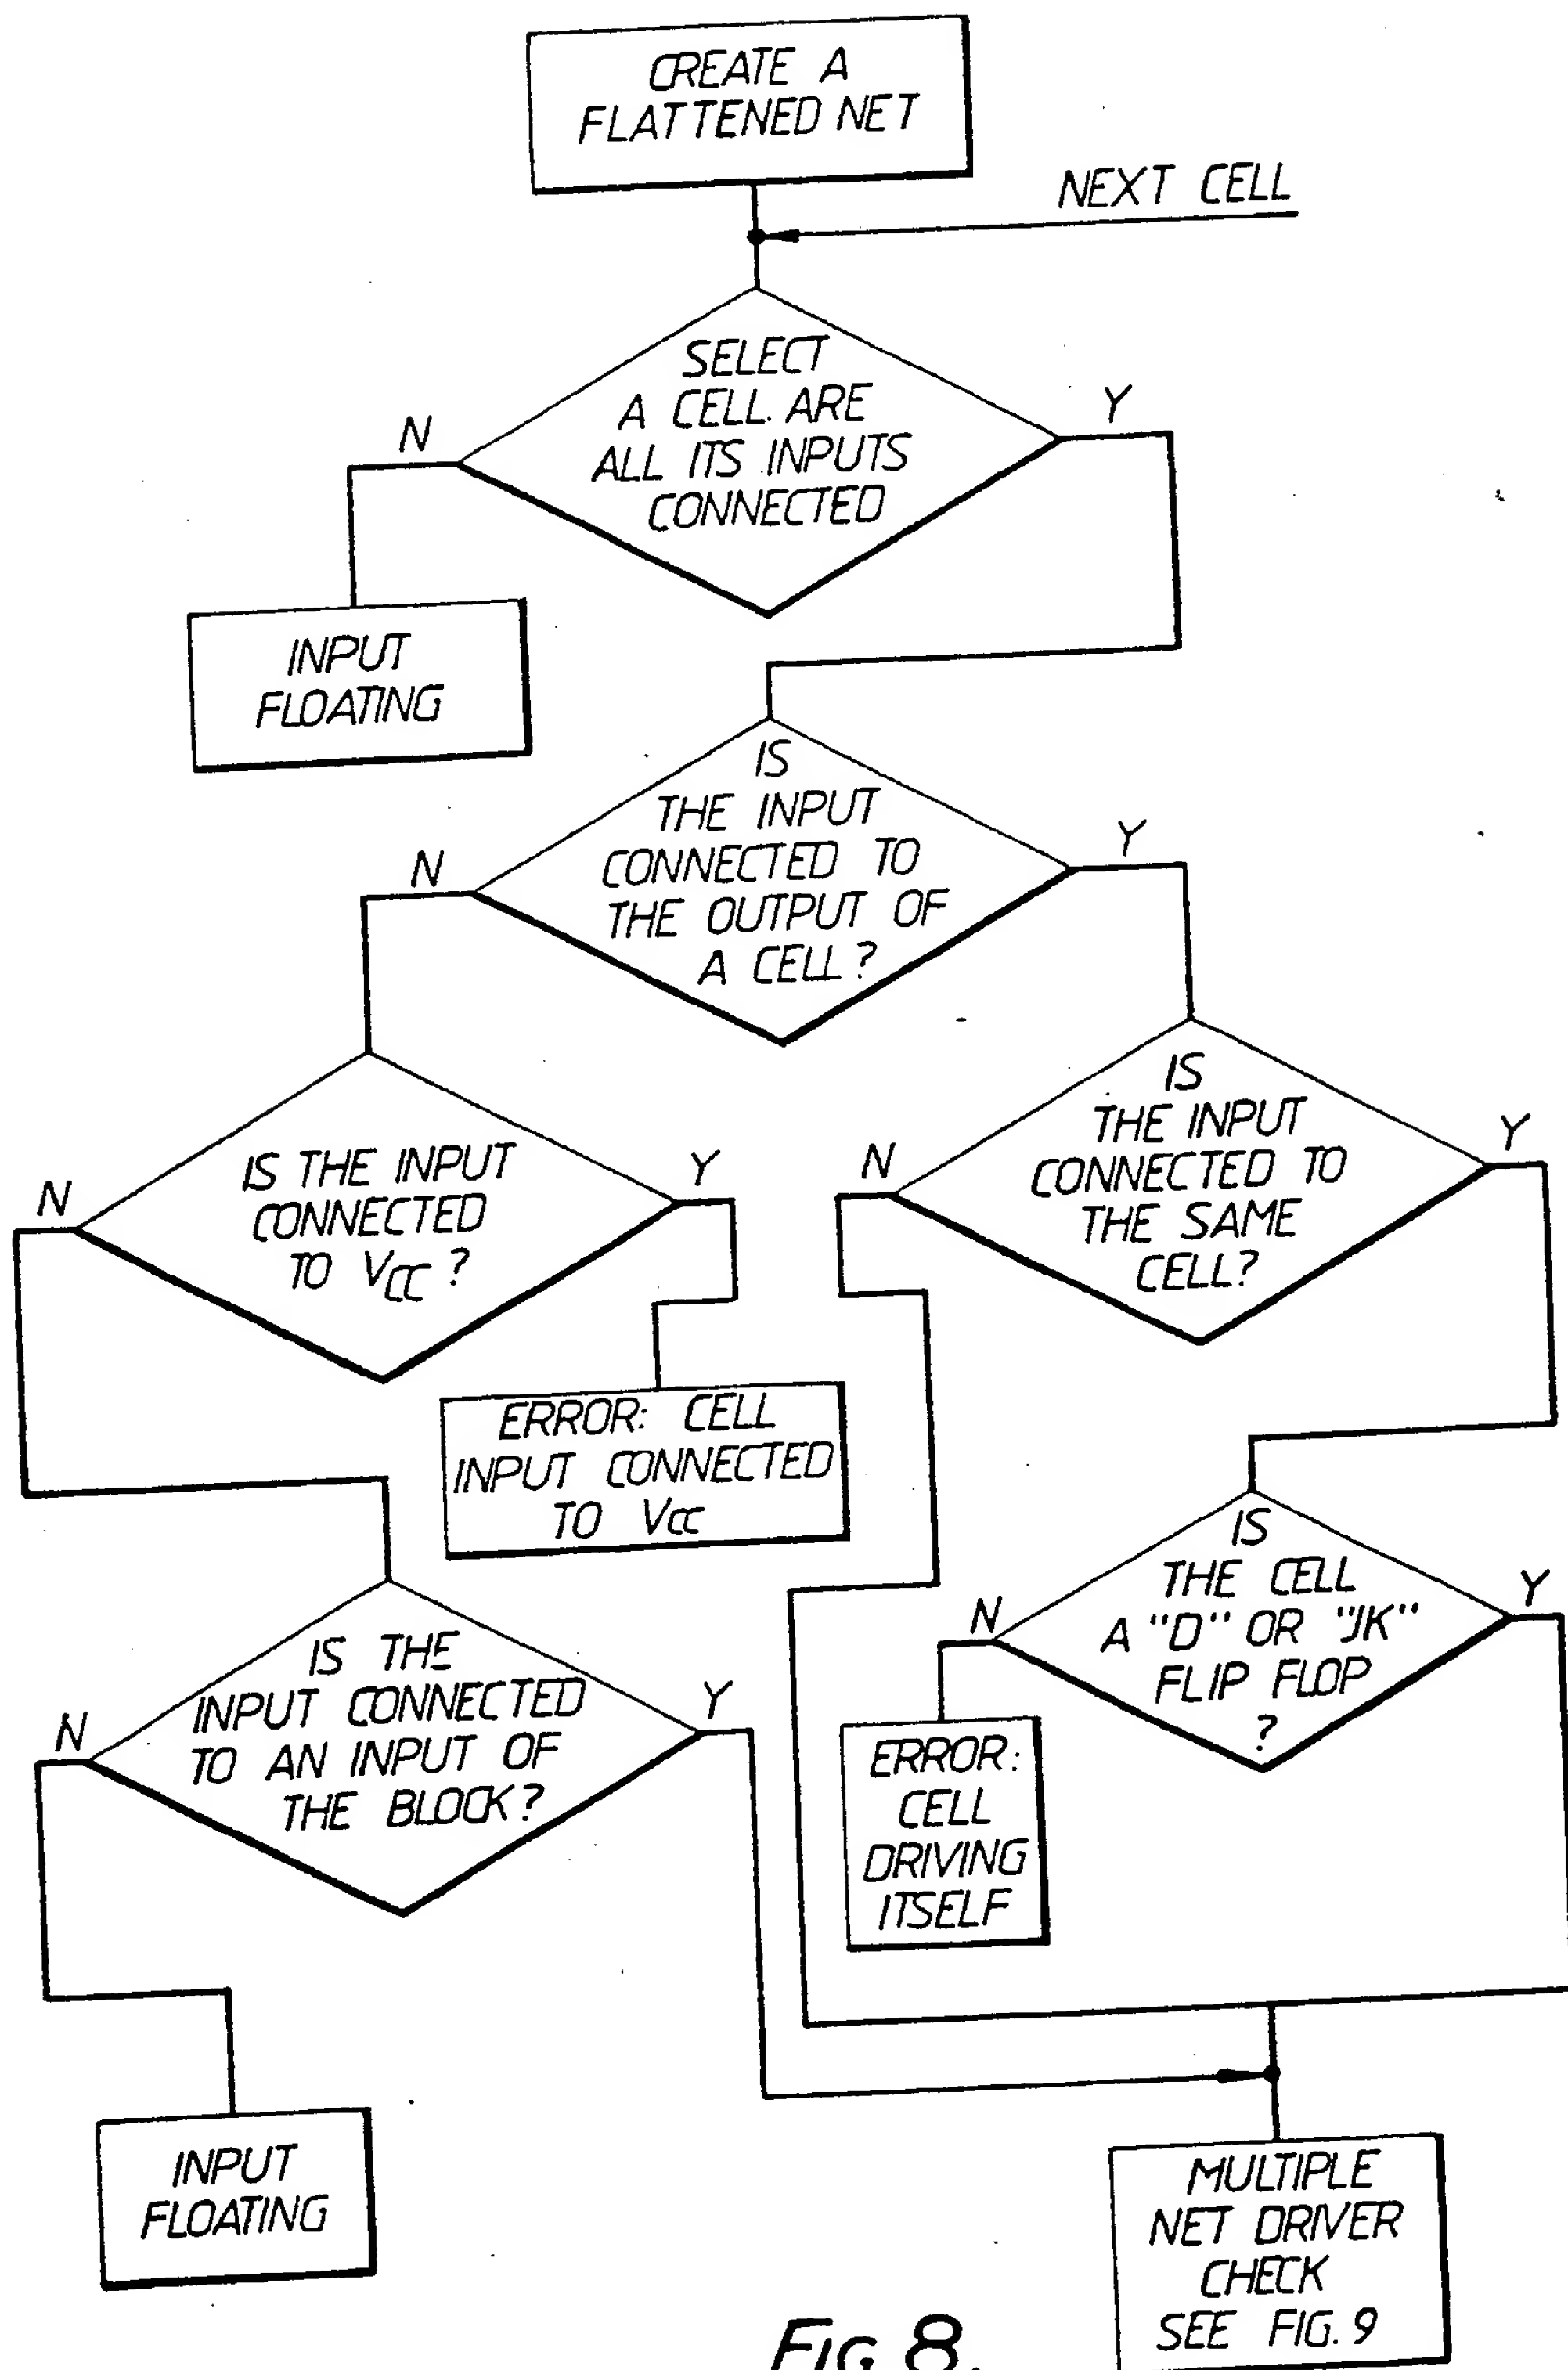 CREATE A
FLATTENED NET
NEXT CELL
SELECT
A CELL. ARE
ALL ITS INPUTS
CONNECTED
N
Y
INPUT
FLOATING
IS
THE INPUT
CONNECTED TO
THE OUTPUT OF
A CELL?
N
Y
IS THE INPUT
CONNECTED
TO VCC?
N
Y
IS
THE INPUT
CONNECTED TO
THE SAME
CELL?
N
Y
ERROR: CELL
INPUT CONNECTED
TO VCC
IS
THE CELL
A "D" OR "JK"
FLIP FLOP
?
N
Y
IS THE
INPUT CONNECTED
TO AN INPUT OF
THE BLOCK?
N
Y
ERROR:
CELL
DRIVING
ITSELF
INPUT
FLOATING
MULTIPLE
NET DRIVER
CHECK
SEE FIG. 9
FIG. 8.